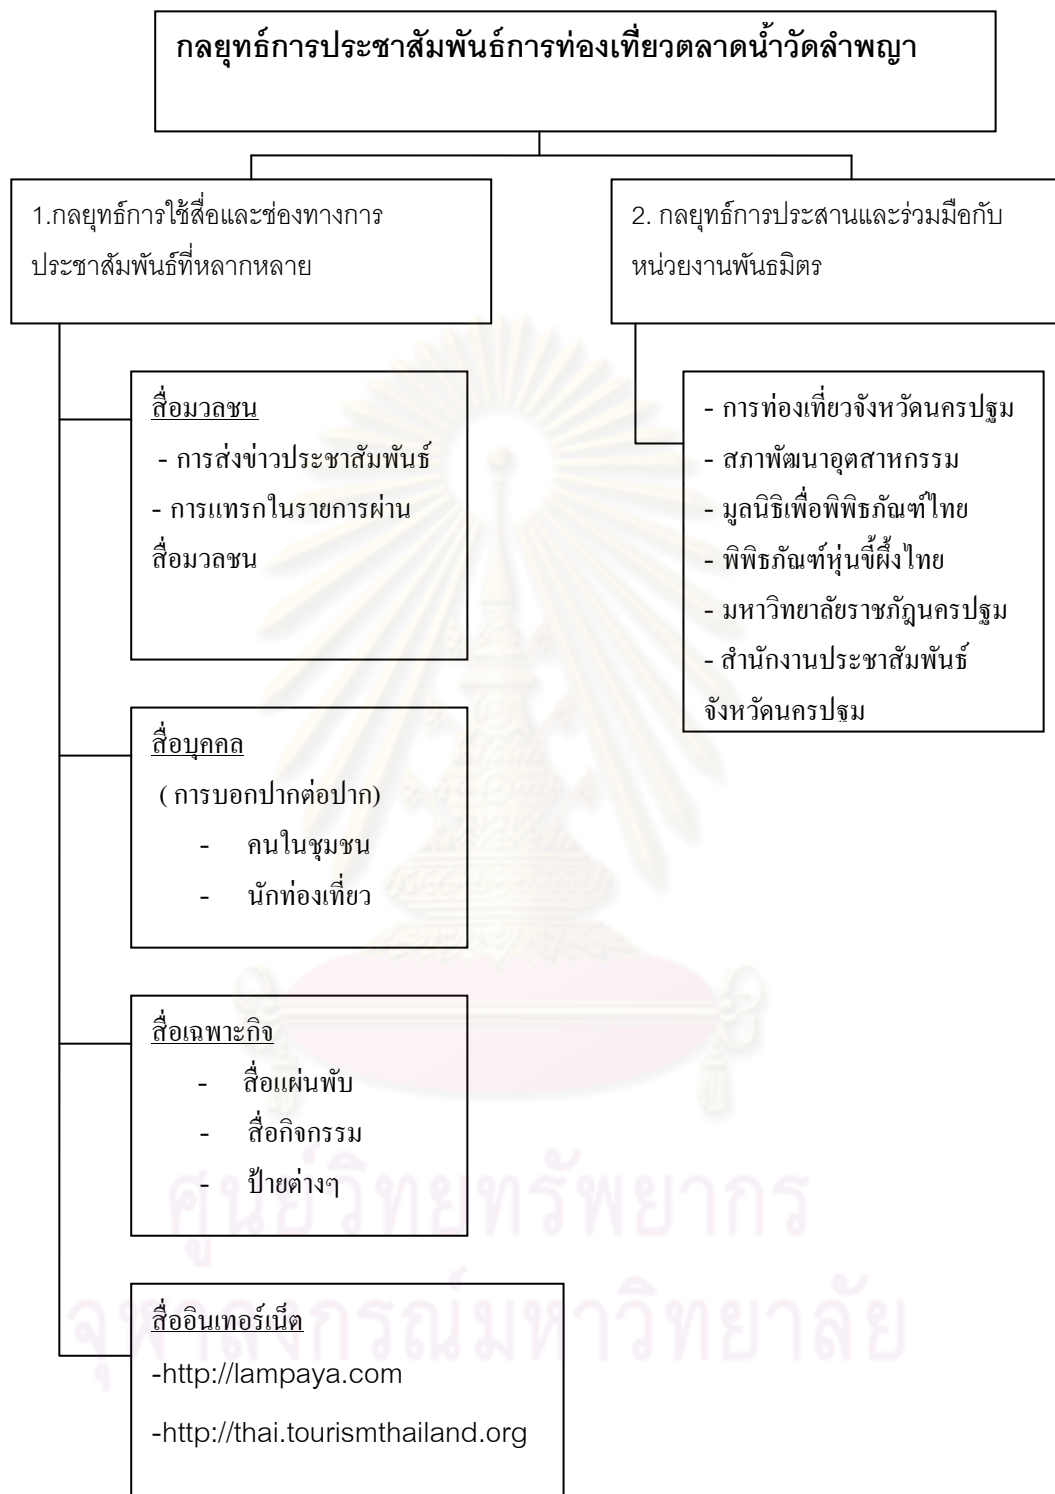 กลยุทธ์การประชาสัมพันธ์การท่องเที่ยวตลาดน้ำวัดลำพญา
1.กลยุทธ์การใช้สื่อและช่องทางการ
ประชาสัมพันธ์ที่หลากหลาย
2. กลยุทธ์การประสานและร่วมมือกับ
หน่วยงานพันธมิตร
สื่อมวลชน
- การส่งข่าวประชาสัมพันธ์
- การแทรกในรายการผ่าน
สื่อมวลชน
- การท่องเที่ยวจังหวัดนครปฐม
- สภาพัฒนาอุตสาหกรรม
- มูลนิธิเพื่อพิพิธภัณฑ์ไทย
- พิพิธภัณฑ์หุ่นขี้ผึ้งไทย
- มหาวิทยาลัยราชภัฎนครปฐม
- สำนักงานประชาสัมพันธ์
จังหวัดนครปฐม
สื่อบุคคล
( การบอกปากต่อปาก)
- คนในชุมชน
- นักท่องเที่ยว
สื่อเฉพาะกิจ
- สื่อแผ่นพับ
- สื่อกิจกรรม
- ป้ายต่างๆ
สื่ออินเทอร์เน็ต
-http://lampaya.com
-http://thai.tourismthailand.org
ศูนย์วิทยทรัพยากร
จุฬาลงกรณ์มหาวิทยาลัย